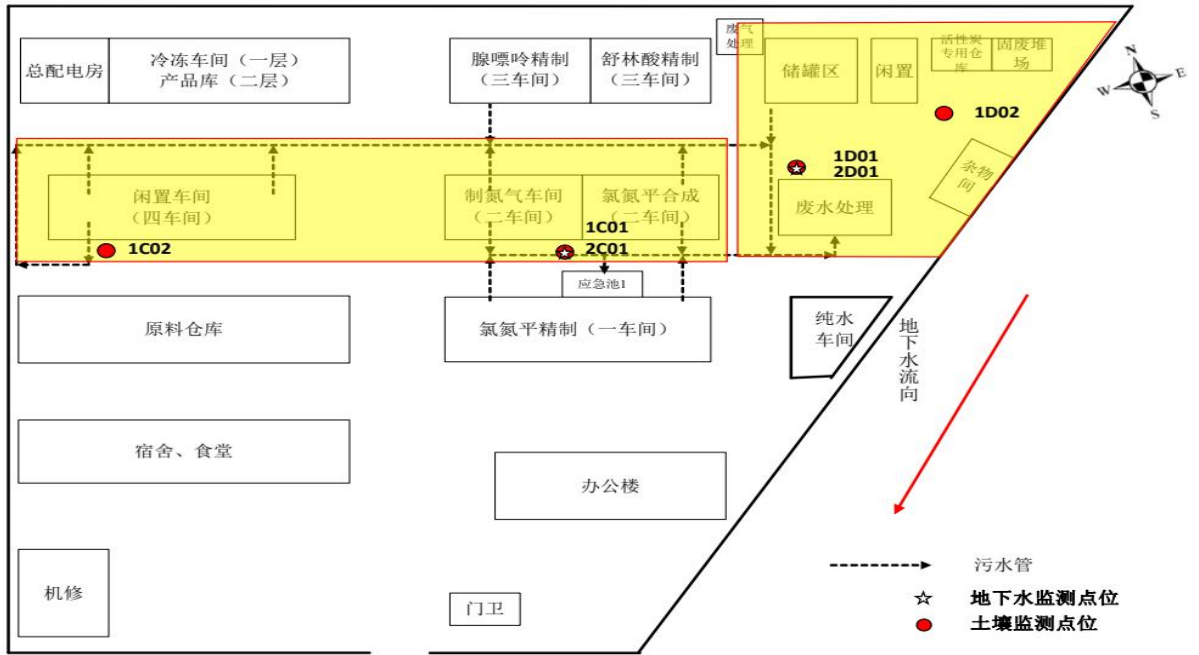 废气
处理
总配电房
冷冻车间（一层）
产品库（二层）
腺嘌呤精制
（三车间）
舒林酸精制
（三车间）
储罐区
闲置
活性炭
专用仓
库
固废堆
场
N
W
E
S
1D02
1D01
2D01
杂物
间
闲置车间
（四车间）
制氮气车间
（二车间）
氯氮平合成
（二车间）
废水处理
1C02
1C01
2C01
应急池1
原料仓库
氯氮平精制（一车间）
纯水
车间
地下水流向
宿舍、食堂
办公楼
机修
门卫
污水管
地下水监测点位
土壤监测点位